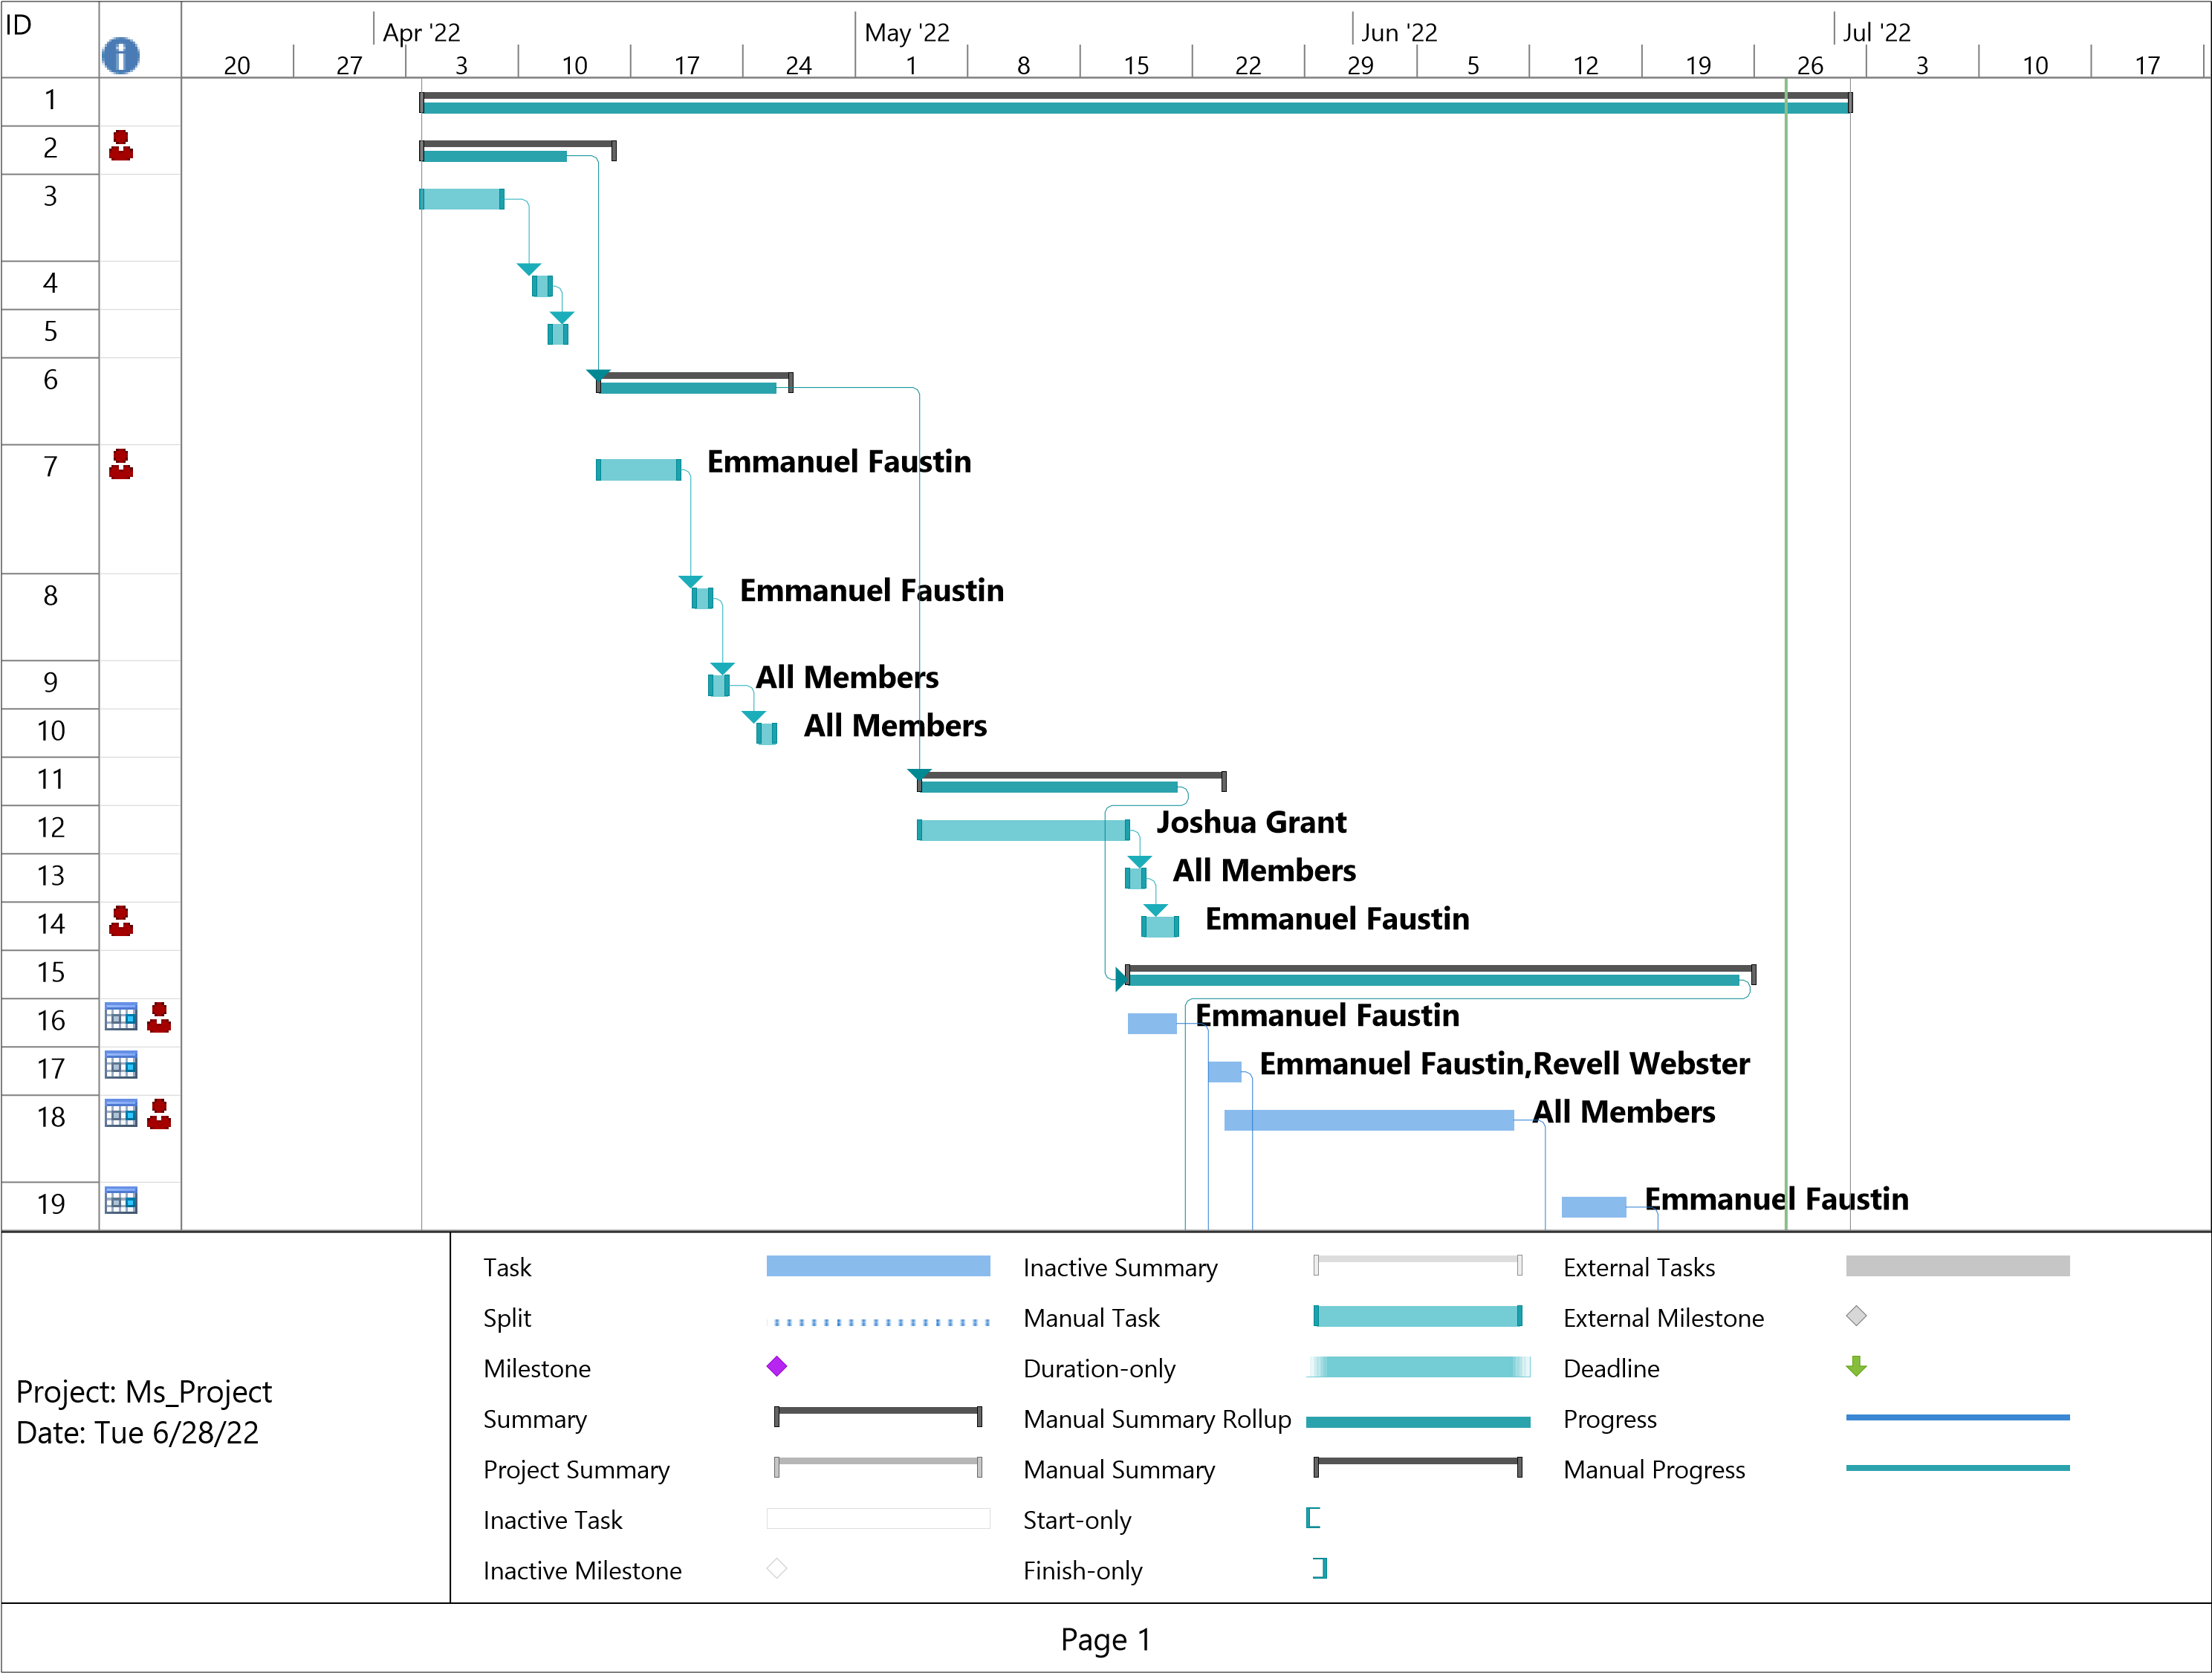 ID
Apr '22 May '22 Jun '22 Jul '22
20 27 3 10 17 24 1 8 15 22 29 5 12 19 26 3 10 17
1
2
3
4
5
6
7 Emmanuel Faustin
8 Emmanuel Faustin
9 All Members
10 All Members
11
12 Joshua Grant
13 All Members
14 Emmanuel Faustin
15
16 Emmanuel Faustin
17 Emmanuel Faustin,Revell Webster
18 All Members
19 Emmanuel Faustin
Project: Ms_Project
Date: Tue 6/28/22
Task
Split
Milestone
Summary
Project Summary
Inactive Task
Inactive Milestone
Inactive Summary
Manual Task
Duration-only
Manual Summary Rollup
Manual Summary
Start-only
Finish-only
External Tasks
External Milestone
Deadline
Progress
Manual Progress
Page 1